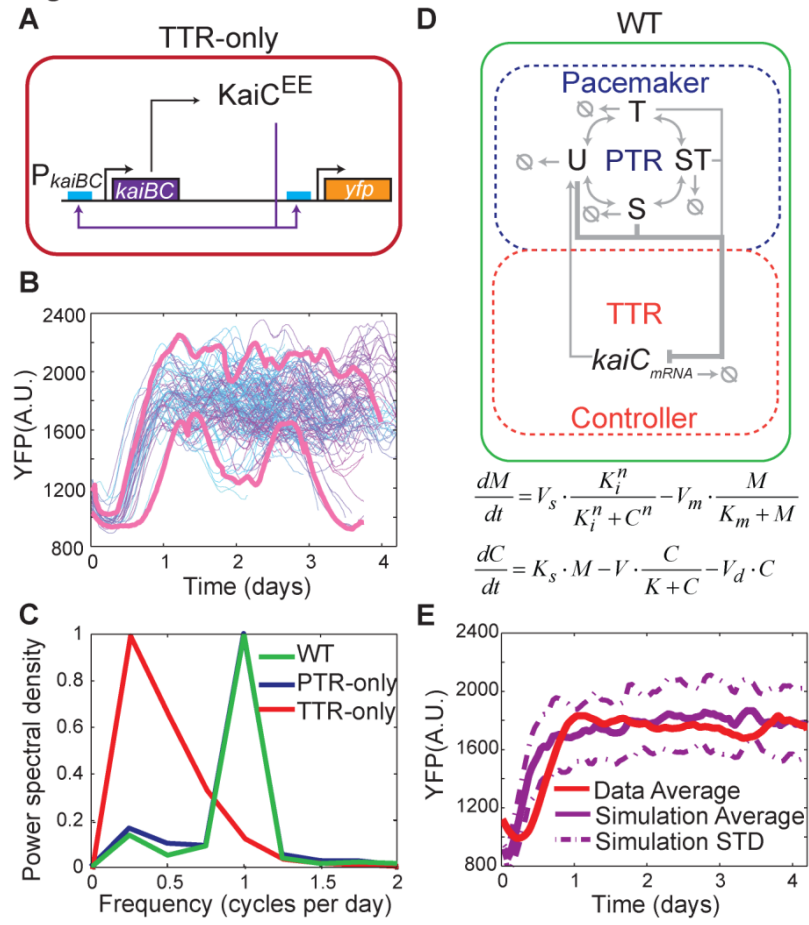 A
TTR-only
KaiC^EE
P_kaiBC
kaiBC
yfp
B
2400
2000
1600
1200
800
YFP(A.U.)
0 1 2 3 4
Time (days)
C
1
0.8
0.6
0.4
0.2
0
Power spectral density
WT
PTR-only
TTR-only
0 0.5 1 1.5 2
Frequency (cycles per day)
D
WT
Pacemaker
∅ T
∅ U PTR ST
∅ S ∅
TTR
kaiC_mRNA → ∅
Controller
dM/dt = V_s · K_i^n/(K_i^n + C^n) − V_m · M/(K_m + M)
dC/dt = K_s · M − V · C/(K + C) − V_d · C
E
2400
2000
1600
1200
800
YFP(A.U.)
Data Average
Simulation Average
Simulation STD
0 1 2 3 4
Time (days)